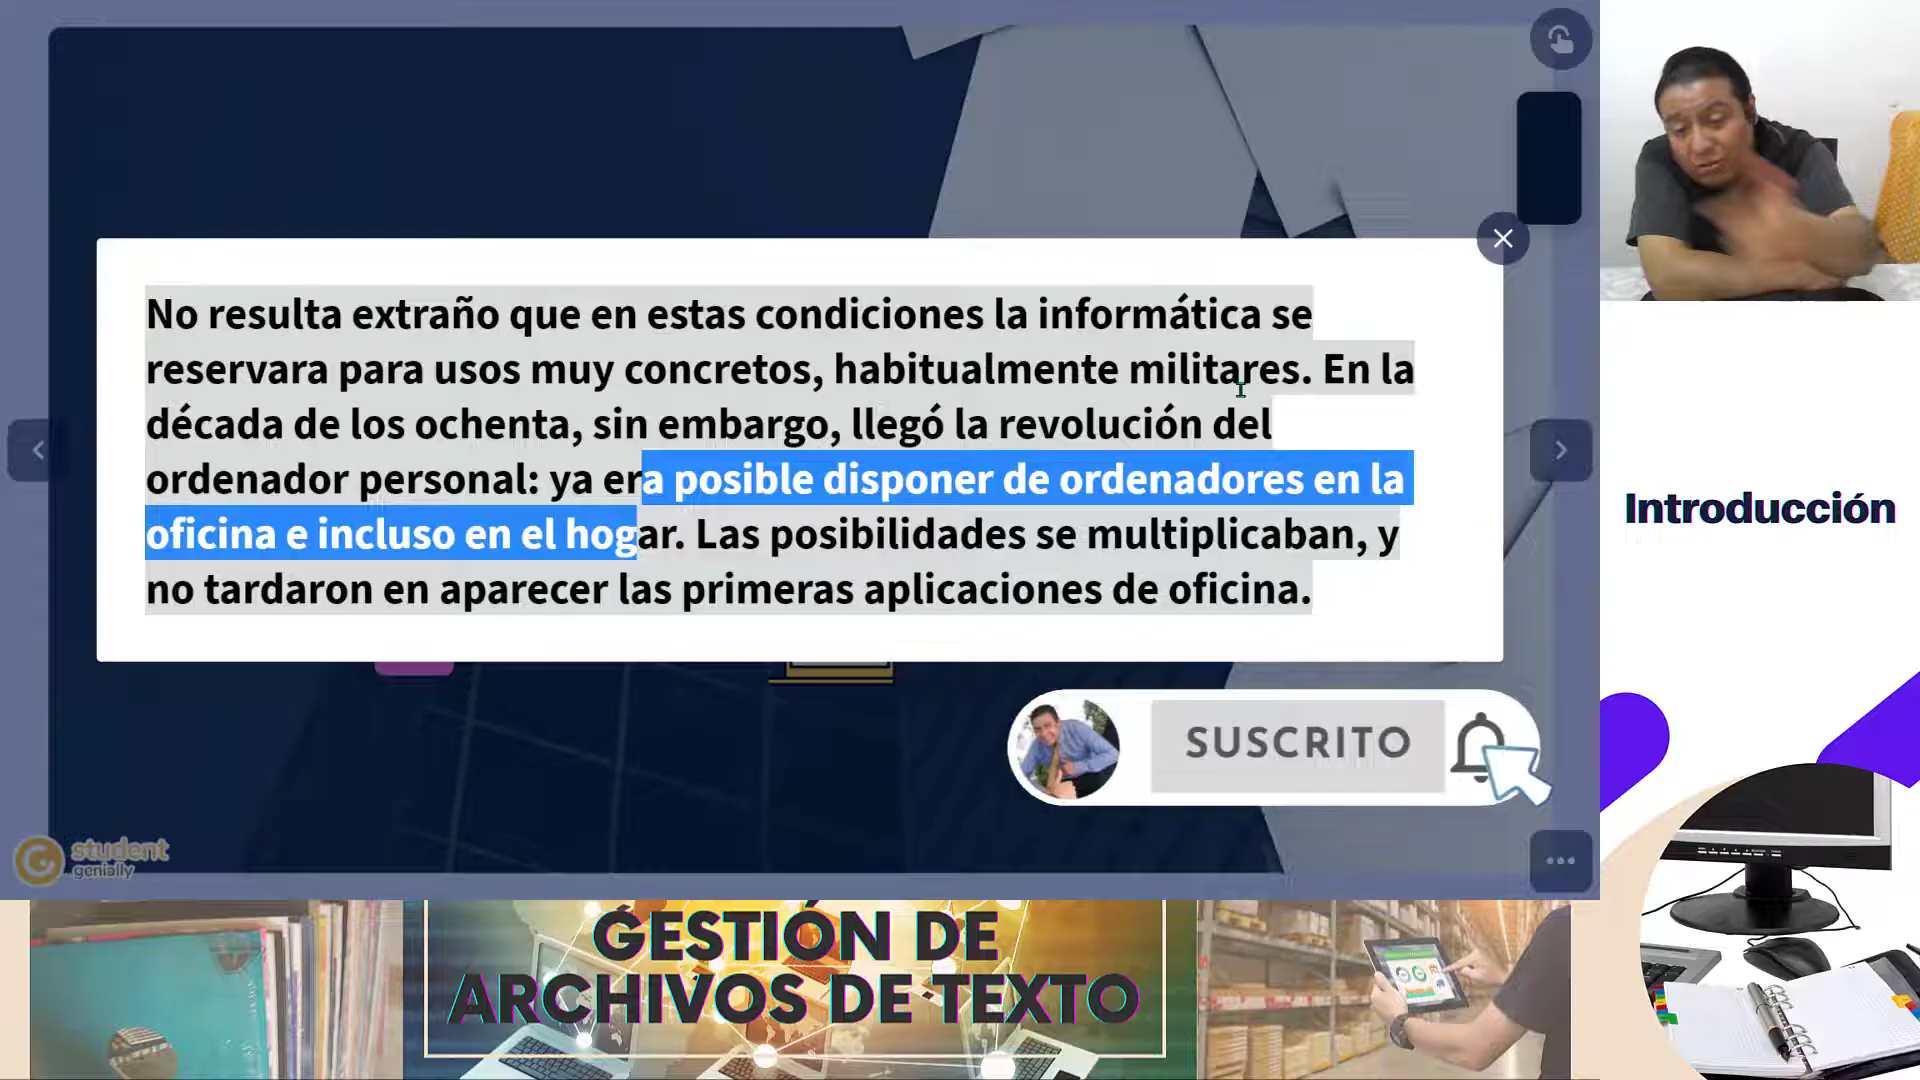 No resulta extraño que en estas condiciones la informática se
reservara para usos muy concretos, habitualmente militares. En la
década de los ochenta, sin embargo, llegó la revolución del
ordenador personal: ya era posible disponer de ordenadores en la
oficina e incluso en el hogar. Las posibilidades se multiplicaban, y
no tardaron en aparecer las primeras aplicaciones de oficina.
Introducción
SUSCRITO
student
genially
GESTIÓN DE
ARCHIVOS DE TEXTO